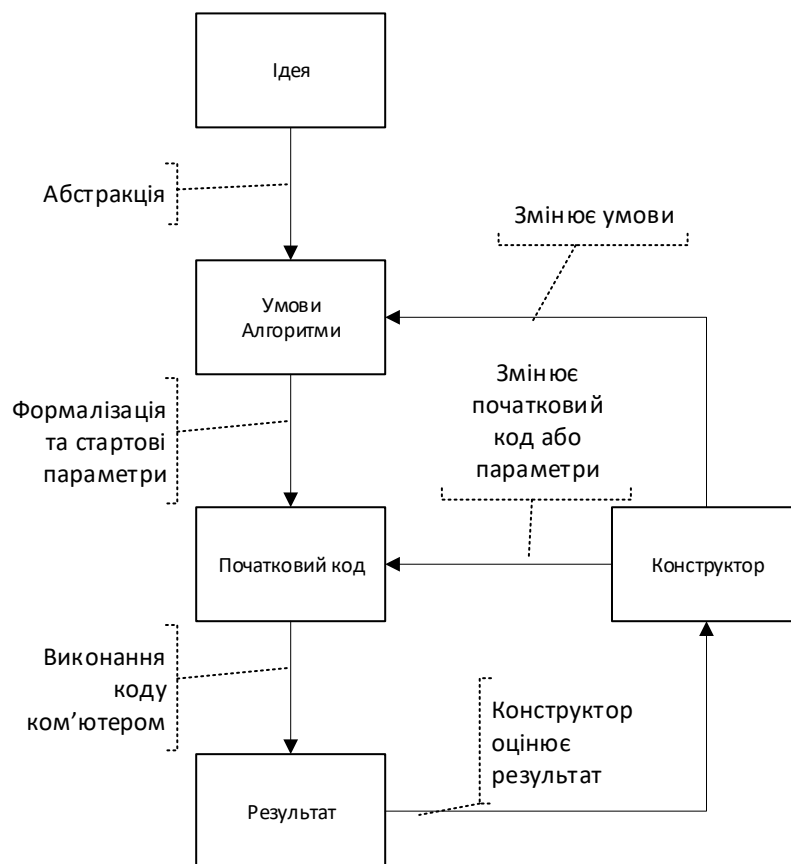 Ідея
Абстракція
Змінює умови
Умови
Алгоритми
Змінює
початковий
код або
параметри
Формалізація
та стартові
параметри
Початковий код
Конструктор
Виконання
коду
ком’ютером
Конструктор
оцінює
результат
Результат